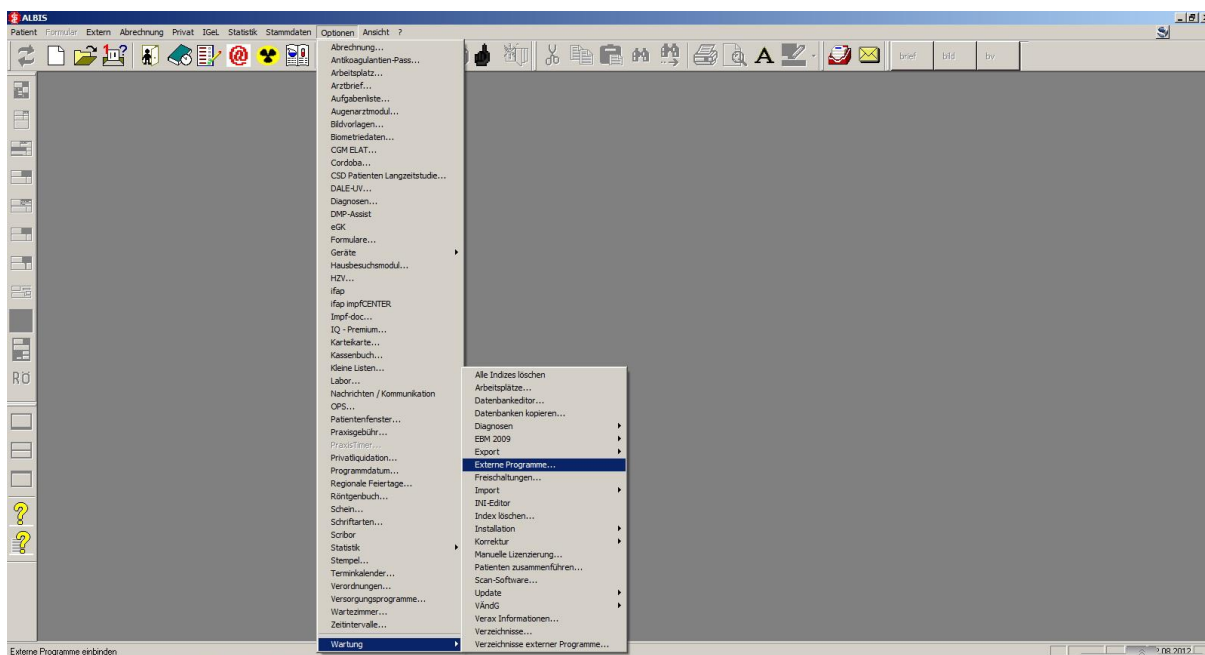 ALBIS
Patient Formular Extern Abrechnung Privat IGeL Statistik Stammdaten Optionen Ansicht ?
brief bild bv
Abrechnung...
Antikoagulantien-Pass...
Arbeitsplatz...
Arztbrief...
Aufgabenliste...
Augenarztmodul...
Bildvorlagen...
Biometriedaten...
CGM ELAT...
Cordoba...
CSD Patienten Langzeitstudie...
DALE-UV...
Diagnosen...
DMP-Assist
eGK
Formulare...
Geräte
Hausbesuchsmodul...
HZV...
ifap
ifap impfCENTER
Impf-doc...
IQ - Premium...
Karteikarte...
Kassenbuch...
Kleine Listen...
Labor...
Nachrichten / Kommunikation
OPS...
Patientenfenster...
Praxisgebühr...
PraxisTimer...
Privatliquidation...
Programmdatum...
Regionale Feiertage...
Röntgenbuch...
Schein...
Schriftarten...
Scribor
Statistik
Stempel...
Terminkalender...
Verordnungen...
Versorgungsprogramme...
Wartezimmer...
Zeitintervalle...
Wartung
Alle Indizes löschen
Arbeitsplätze...
Datenbankeditor...
Datenbanken kopieren...
Diagnosen
EBM 2009
Export
Externe Programme...
Freischaltungen...
Import
INI-Editor
Index löschen...
Installation
Korrektur
Manuelle Lizenzierung...
Patienten zusammenführen...
Scan-Software...
Update
VÄndG
Verax Informationen...
Verzeichnisse...
Verzeichnisse externer Programme...
RÖ
Externe Programme einbinden